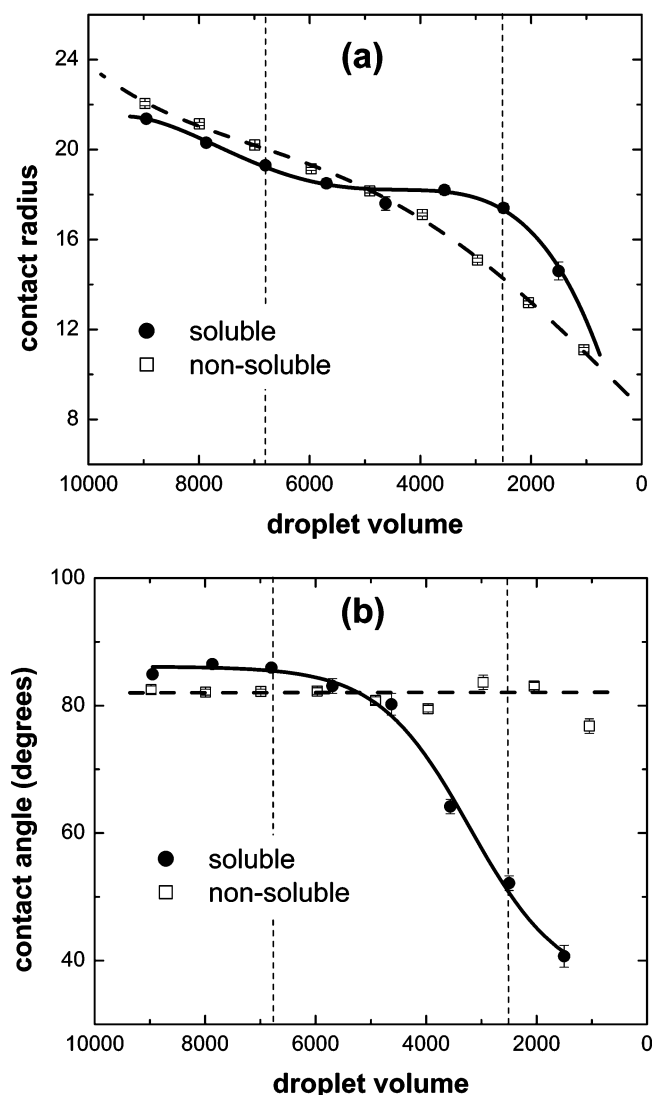 (a)
24
20
16
12
8
contact radius
soluble
non-soluble
10000 8000 6000 4000 2000 0
droplet volume
(b)
100
80
60
40
contact angle (degrees)
soluble
non-soluble
10000 8000 6000 4000 2000 0
droplet volume